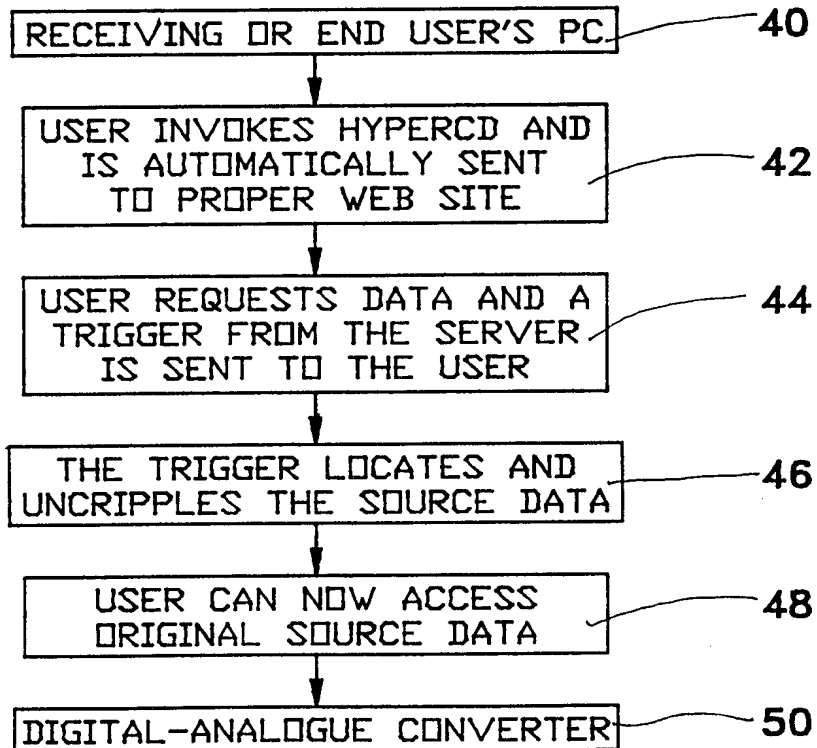 RECEIVING OR END USER'S PC 40
USER INVOKES HYPERCD AND
IS AUTOMATICALLY SENT
TO PROPER WEB SITE
42
USER REQUESTS DATA AND A
TRIGGER FROM THE SERVER
IS SENT TO THE USER
44
THE TRIGGER LOCATES AND
UNCRIPPLES THE SOURCE DATA
46
USER CAN NOW ACCESS
ORIGINAL SOURCE DATA
48
DIGITAL-ANALOGUE CONVERTER 50